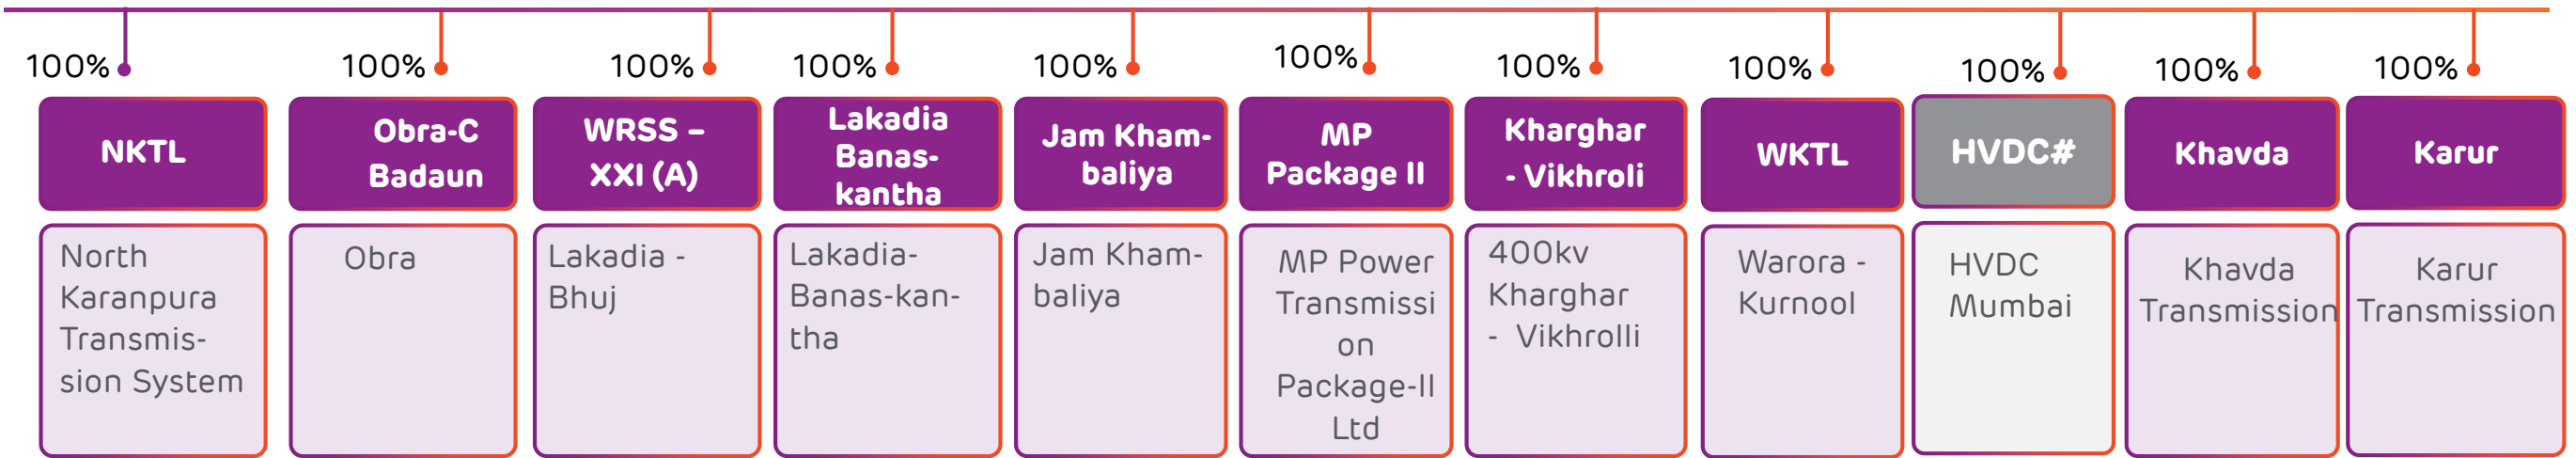 100%
100%
100%
100%
100%
100%
100%
100%
100%
100%
100%
NKTL
Obra-C
Badaun
WRSS –
XXI (A)
Lakadia
Banas-
kantha
Jam Kham-
baliya
MP
Package II
Kharghar
- Vikhroli
WKTL
HVDC#
Khavda
Karur
North
Karanpura
Transmis-
sion System
Obra
Lakadia -
Bhuj
Lakadia-
Banas-kan-
tha
Jam Kham-
baliya
MP Power
Transmissi
on
Package-II
Ltd
400kv
Kharghar
- Vikhrolli
Warora -
Kurnool
HVDC
Mumbai
Khavda
Transmission
Karur
Transmission